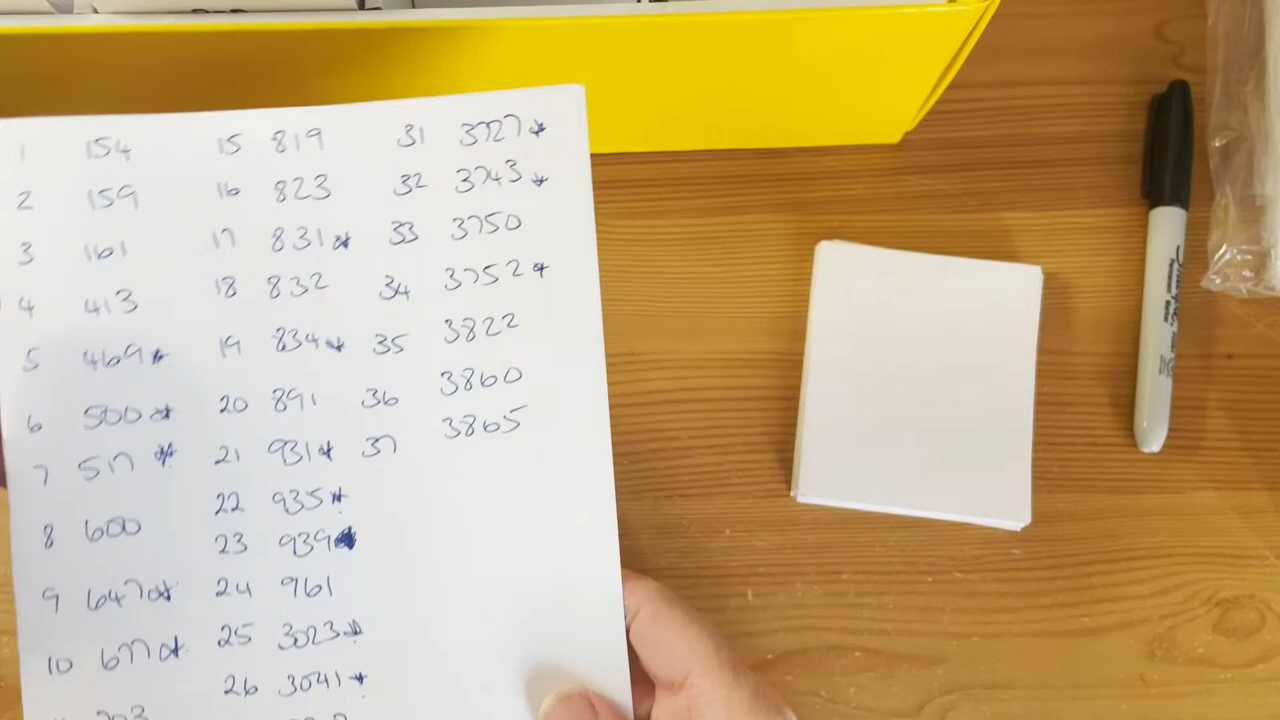 1 154 15 819 31 3727*
2 159 16 823 32 3743*
3 161 17 831* 33 3750
4 413 18 832 34 3752*
5 469* 19 834* 35 3822
6 500* 20 891 36 3860
7 517* 21 931* 37 3865
22 935*
8 600 23 939
9 647* 24 961
10 677* 25 3023*
26 3041*
Sharpie